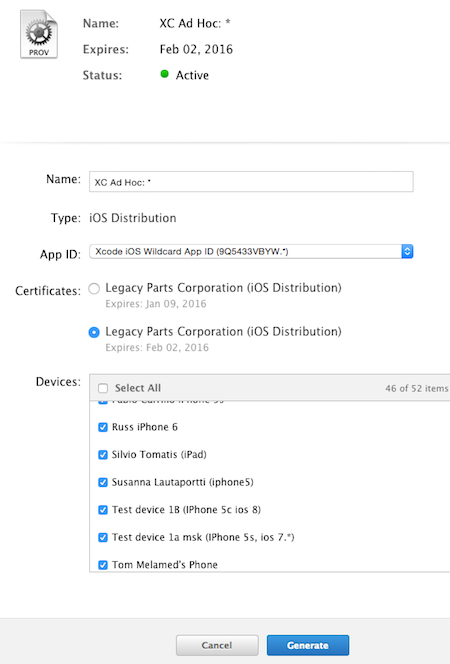 PROV
Name: XC Ad Hoc: *
Expires: Feb 02, 2016
Status: Active
Name: XC Ad Hoc: *
Type: iOS Distribution
App ID: Xcode iOS Wildcard App ID (9Q5433VBYW.*)
Certificates: Legacy Parts Corporation (iOS Distribution)
Expires: Jan 09, 2016
Legacy Parts Corporation (iOS Distribution)
Expires: Feb 02, 2016
Devices: Select All 46 of 52 items
Russ iPhone 6
Silvio Tomatis (iPad)
Susanna Lautaportti (iphone5)
Test device 1B (IPhone 5c ios 8)
Test device 1a msk (IPhone 5s, ios 7.*)
Tom Melamed's Phone
Cancel Generate